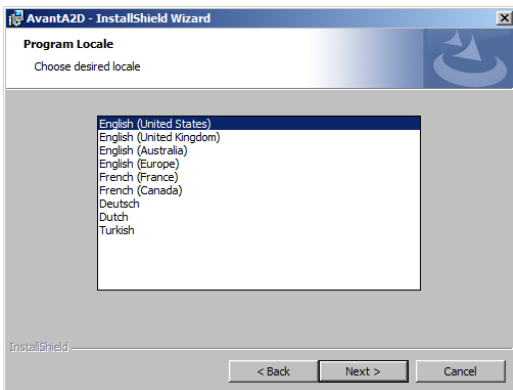 AvantA2D - InstallShield Wizard
Program Locale
Choose desired locale
English (United States)
English (United Kingdom)
English (Australia)
English (Europe)
French (France)
French (Canada)
Deutsch
Dutch
Turkish
InstallShield
< Back Next > Cancel